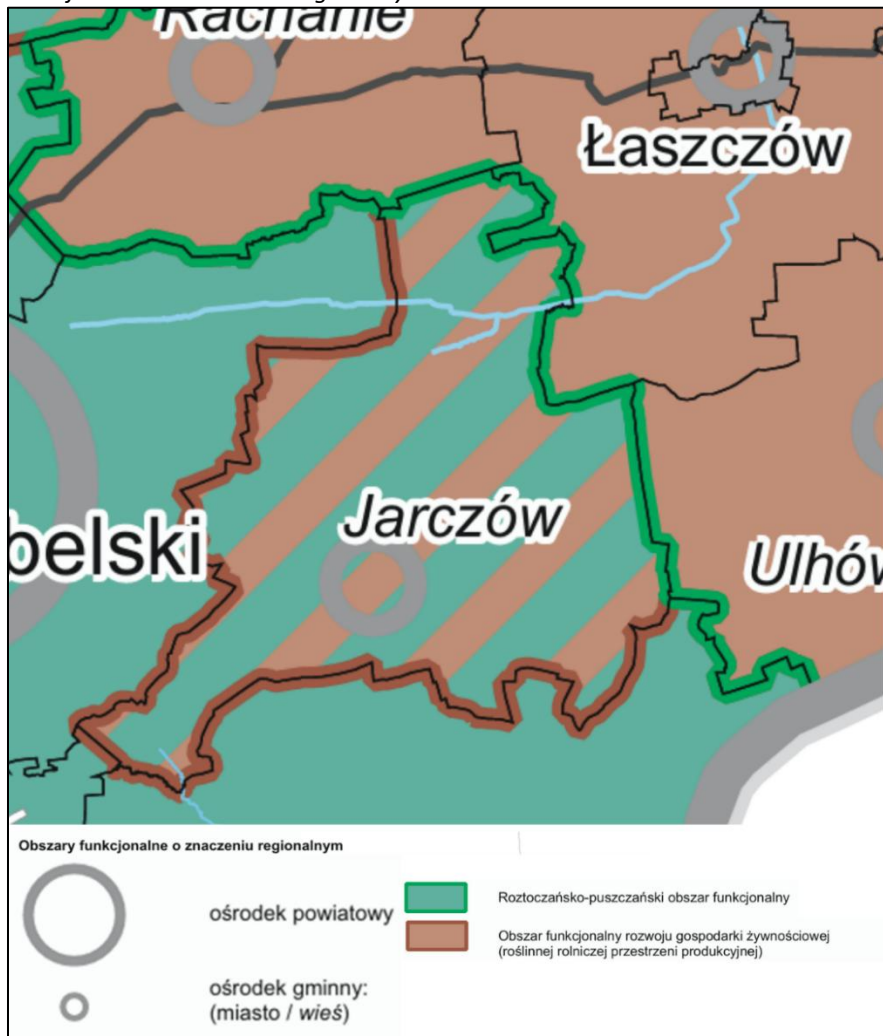 Rachanie
Łaszczów
Jarczów
belski
Ulhów
Obszary funkcjonalne o znaczeniu regionalnym
ośrodek powiatowy
ośrodek gminny:
(miasto / wieś)
Roztoczańsko-puszczański obszar funkcjonalny
Obszar funkcjonalny rozwoju gospodarki żywnościowej
(roślinnej rolniczej przestrzeni produkcyjnej)